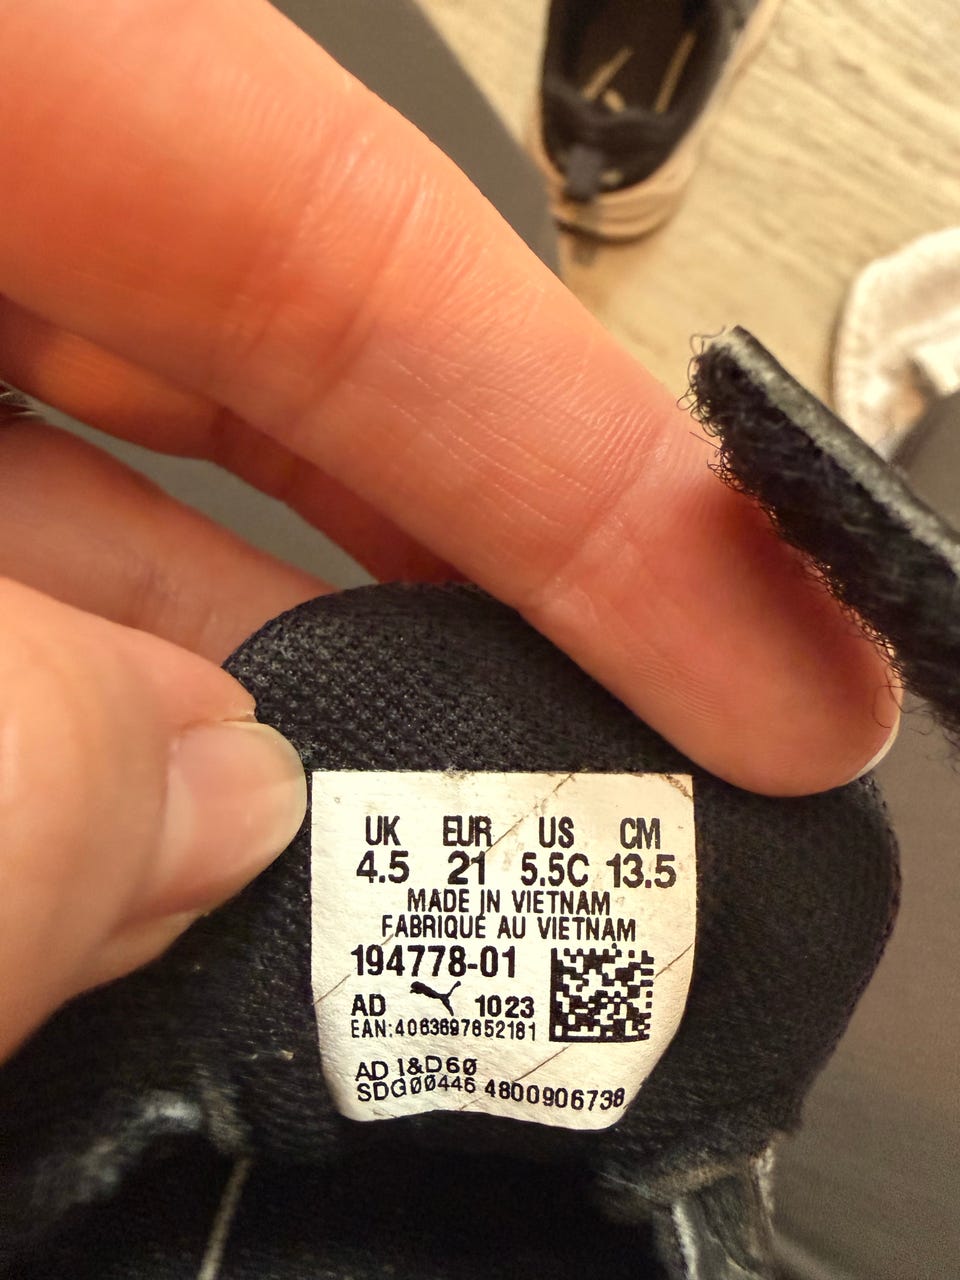 UK EUR US CM
4.5 21 5.5C 13.5
MADE IN VIETNAM
FABRIQUÉ AU VIETNAM
194778-01
AD 1023
EAN:4063697652181
AD I&D60
SDG00446 4800906738